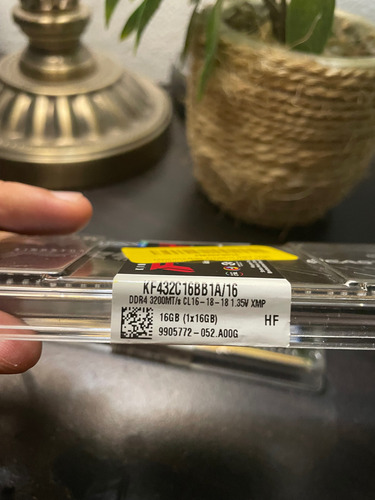 KF432C16BB1A/16
DDR4 3200MT/s CL16-18-18 1.35V XMP
16GB (1x16GB)
HF
9905772-052.A00G